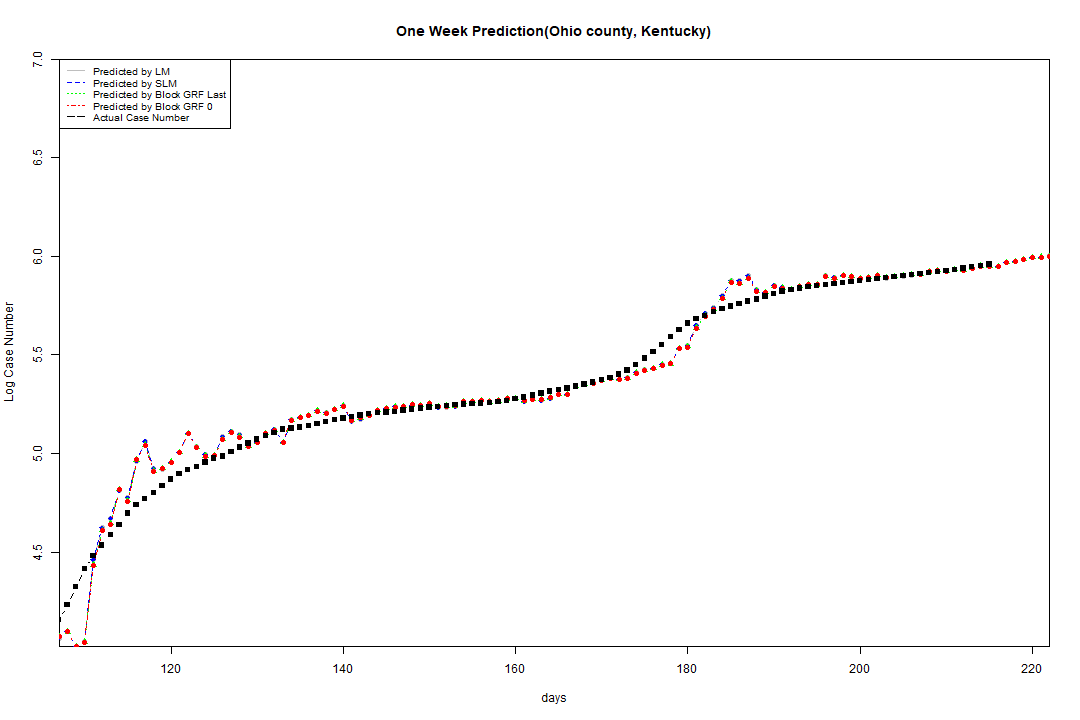 One Week Prediction(Ohio county, Kentucky)
Predicted by LM
Predicted by SLM
Predicted by Block GRF Last
Predicted by Block GRF 0
Actual Case Number
7.0
6.5
6.0
5.5
5.0
4.5
Log Case Number
120 140 160 180 200 220
days